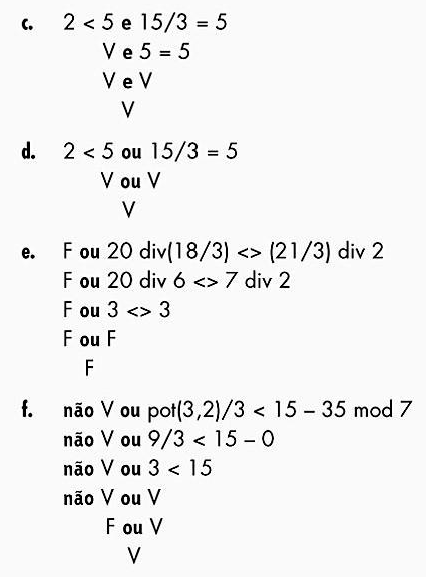 c. 2 < 5 e 15/3 = 5
V e 5 = 5
V e V
V
d. 2 < 5 ou 15/3 = 5
V ou V
V
e. F ou 20 div(18/3) <> (21/3) div 2
F ou 20 div 6 <> 7 div 2
F ou 3 <> 3
F ou F
F
f. não V ou pot(3,2)/3 < 15 – 35 mod 7
não V ou 9/3 < 15 – 0
não V ou 3 < 15
não V ou V
F ou V
V